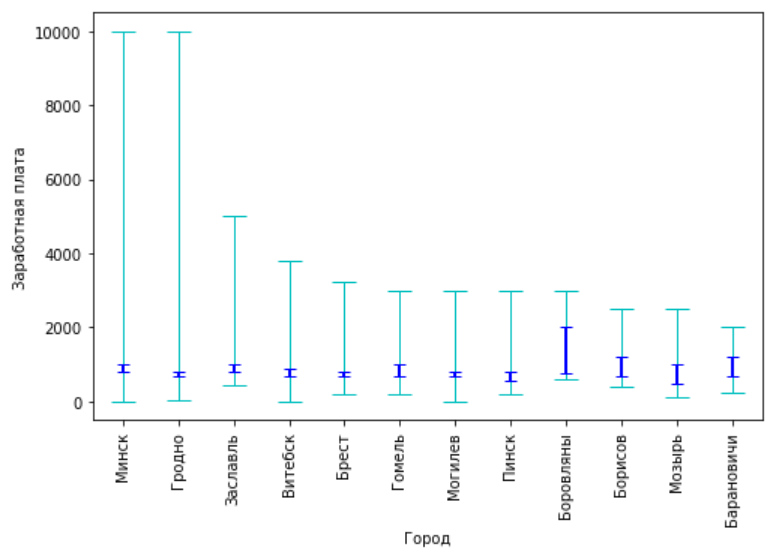 10000
8000
6000
4000
2000
0
Заработная плата
Минск
Гродно
Заславль
Витебск
Брест
Гомель
Могилев
Пинск
Боровляны
Борисов
Мозырь
Барановичи
Город